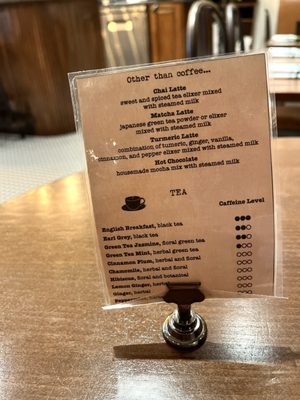 Other than coffee...
Chai Latte
sweet and spiced tea elixer mixed
with steamed milk
Matcha Latte
japanese green tea powder or elixer
mixed with steamed milk
Turmeric Latte
combination of tumeric, ginger, vanilla,
cinnamon, and pepper elixer mixed with steamed milk
Hot Chocolate
housemade mocha mix with steamed milk
TEA
Caffeine Level
English Breakfast, black tea
Earl Grey, black tea
Green Tea Jasmine, floral green tea
Green Tea Mint, herbal green tea
Cinnamon Plum, herbal and floral
Chamomile, herbal and floral
Hibiscus, floral and botanical
Lemon Ginger, herbal
Ginger, herbal